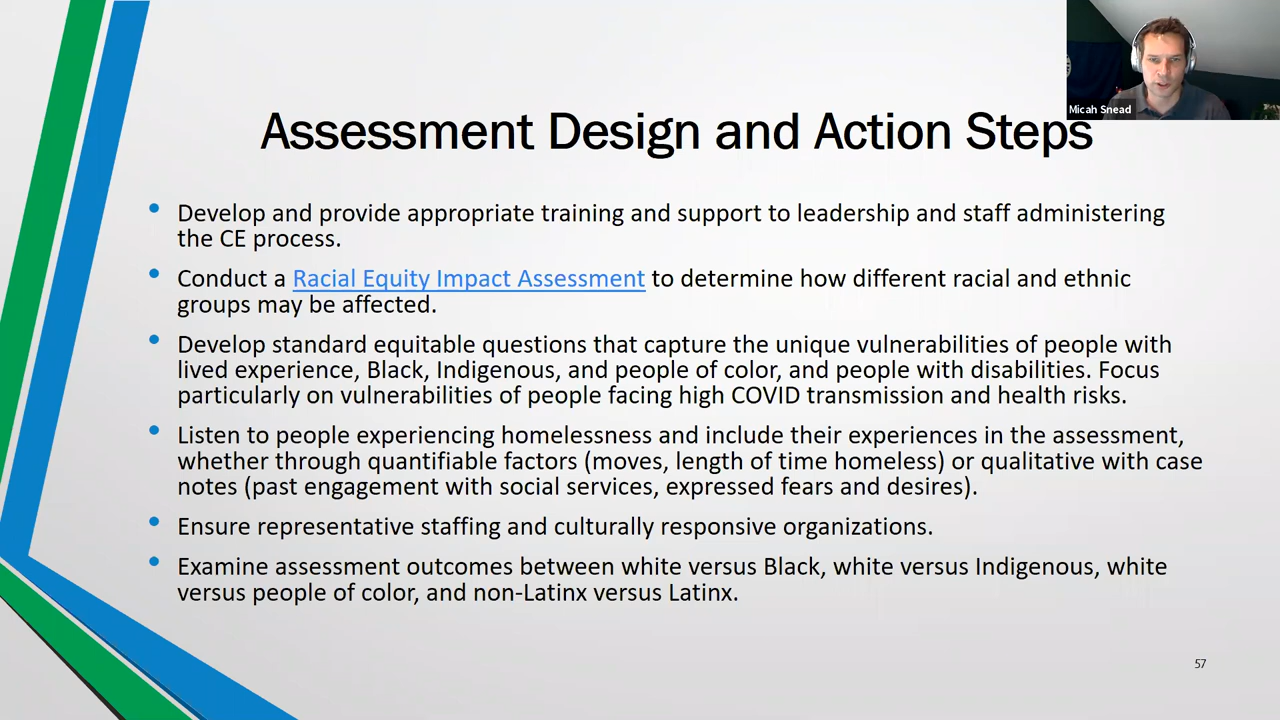 Micah Snead
Assessment Design and Action Steps
• Develop and provide appropriate training and support to leadership and staff administering
the CE process.
• Conduct a Racial Equity Impact Assessment to determine how different racial and ethnic
groups may be affected.
• Develop standard equitable questions that capture the unique vulnerabilities of people with
lived experience, Black, Indigenous, and people of color, and people with disabilities. Focus
particularly on vulnerabilities of people facing high COVID transmission and health risks.
• Listen to people experiencing homelessness and include their experiences in the assessment,
whether through quantifiable factors (moves, length of time homeless) or qualitative with case
notes (past engagement with social services, expressed fears and desires).
• Ensure representative staffing and culturally responsive organizations.
• Examine assessment outcomes between white versus Black, white versus Indigenous, white
versus people of color, and non-Latinx versus Latinx.
57